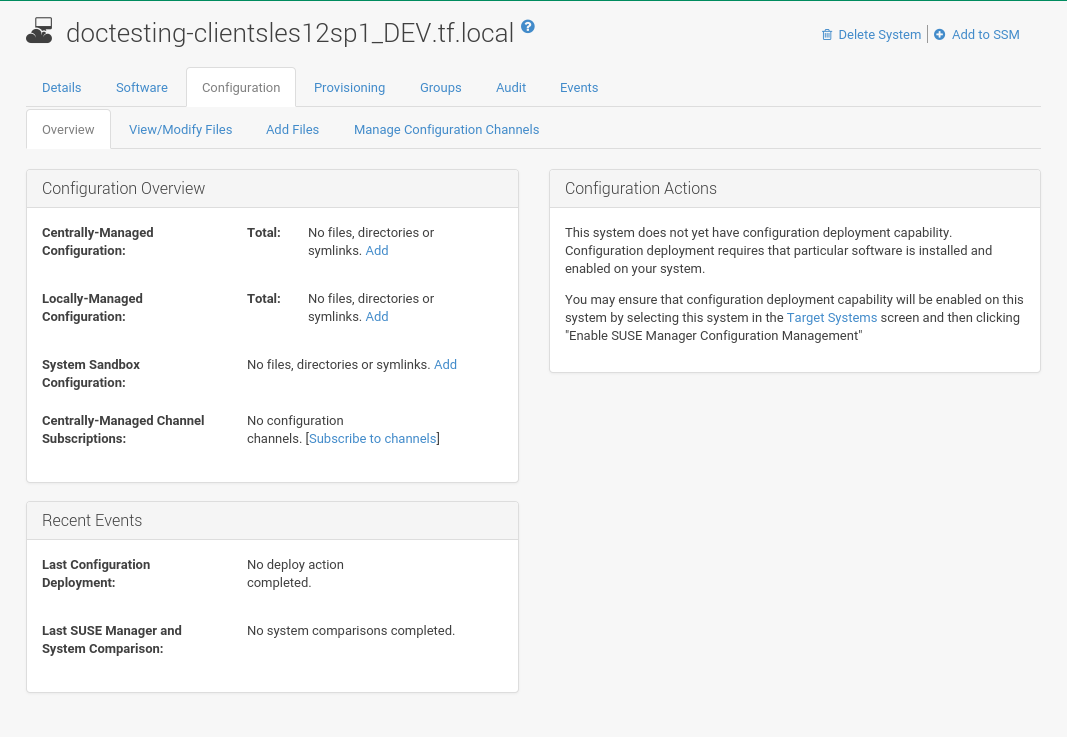 doctesting-clientsles12sp1_DEV.tf.local ?
Delete System | Add to SSM
Details Software Configuration Provisioning Groups Audit Events
Overview View/Modify Files Add Files Manage Configuration Channels
Configuration Overview
Centrally-Managed Configuration:
Total:
No files, directories or
symlinks. Add
Locally-Managed
Configuration:
Total:
No files, directories or
symlinks. Add
System Sandbox
Configuration:
No files, directories or symlinks. Add
Centrally-Managed Channel
Subscriptions:
No configuration
channels. [Subscribe to channels]
Recent Events
Last Configuration
Deployment:
No deploy action
completed.
Last SUSE Manager and
System Comparison:
No system comparisons completed.
Configuration Actions
This system does not yet have configuration deployment capability.
Configuration deployment requires that particular software is installed and
enabled on your system.
You may ensure that configuration deployment capability will be enabled on this
system by selecting this system in the Target Systems screen and then clicking
"Enable SUSE Manager Configuration Management"